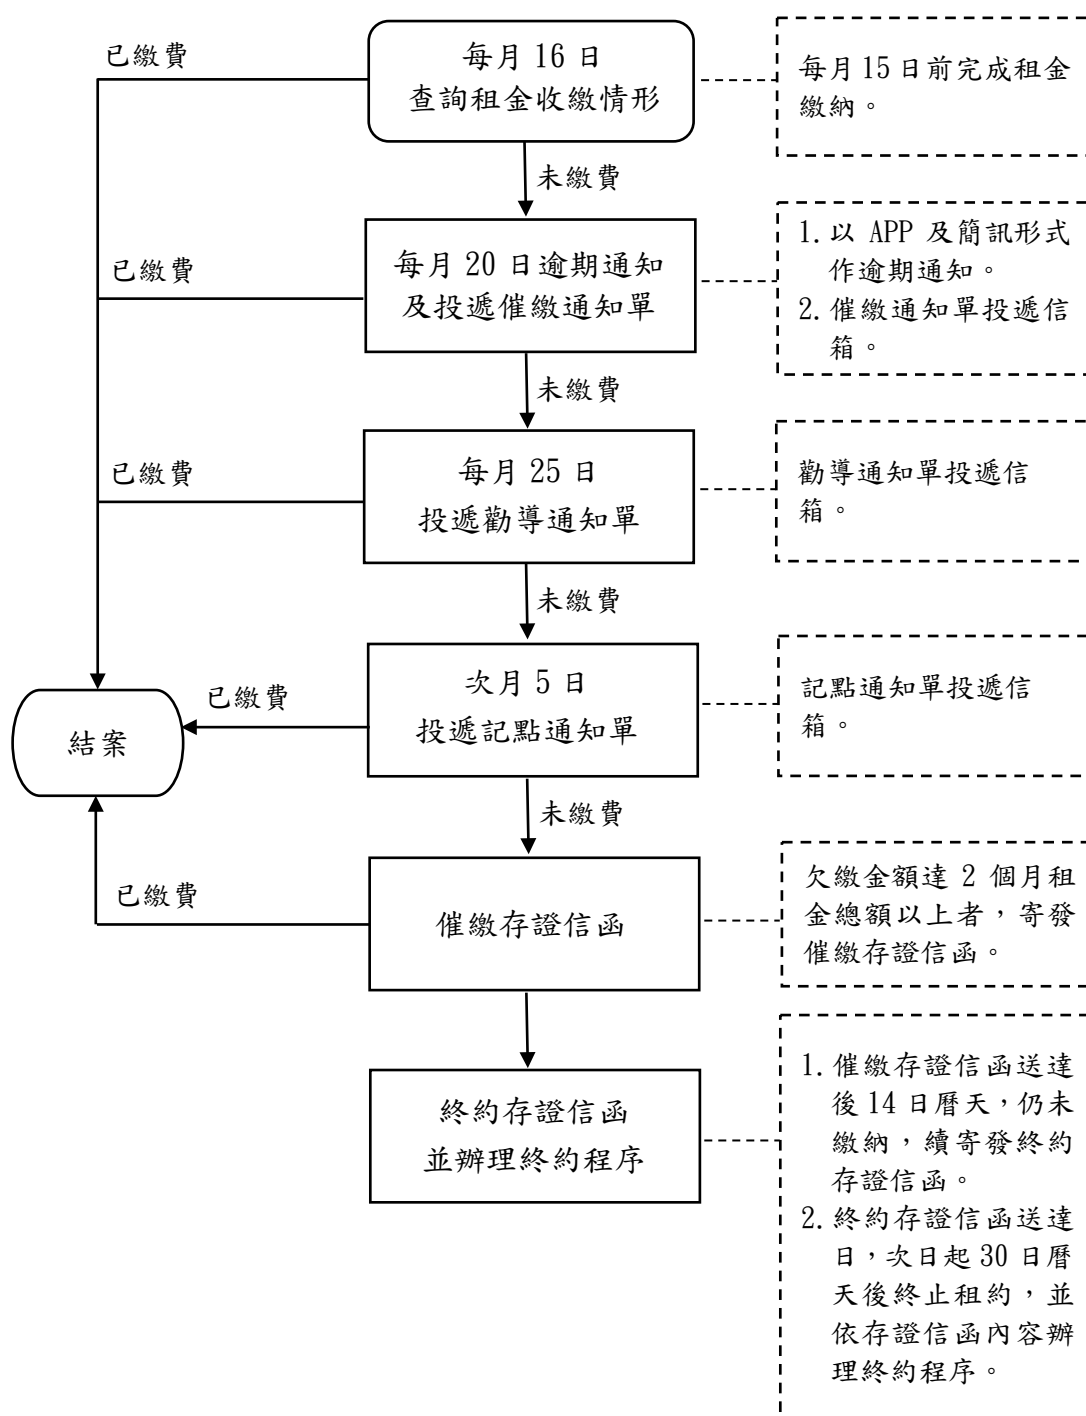 已繳費
每月 16 日
查詢租金收繳情形
每月 15 日前完成租金
繳納。
未繳費
已繳費
每月 20 日逾期通知
及投遞催繳通知單
1. 以 APP 及簡訊形式
作逾期通知。
2. 催繳通知單投遞信
箱。
未繳費
已繳費
每月 25 日
投遞勸導通知單
勸導通知單投遞信
箱。
未繳費
次月 5 日
投遞記點通知單
記點通知單投遞信
箱。
已繳費
結案
未繳費
已繳費
催繳存證信函
欠繳金額達 2 個月租
金總額以上者,寄發
催繳存證信函。
終約存證信函
並辦理終約程序
1. 催繳存證信函送達
後 14 日曆天,仍未
繳納,續寄發終約
存證信函。
2. 終約存證信函送達
日,次日起 30 日曆
天後終止租約,並
依存證信函內容辦
理終約程序。